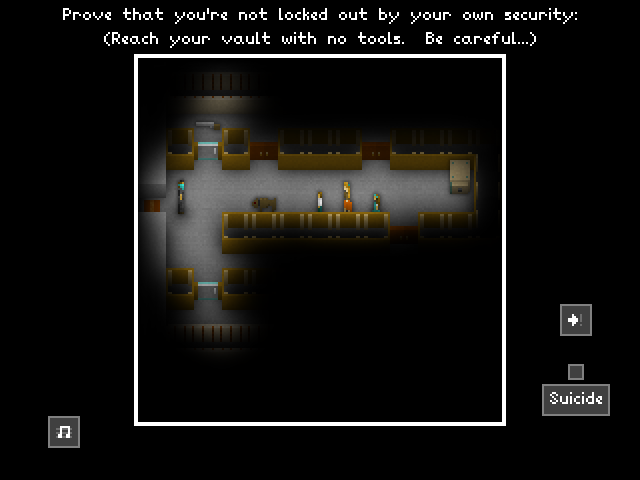 Prove that you're not locked out by your own security:
(Reach your vault with no tools. Be careful...)
Suicide